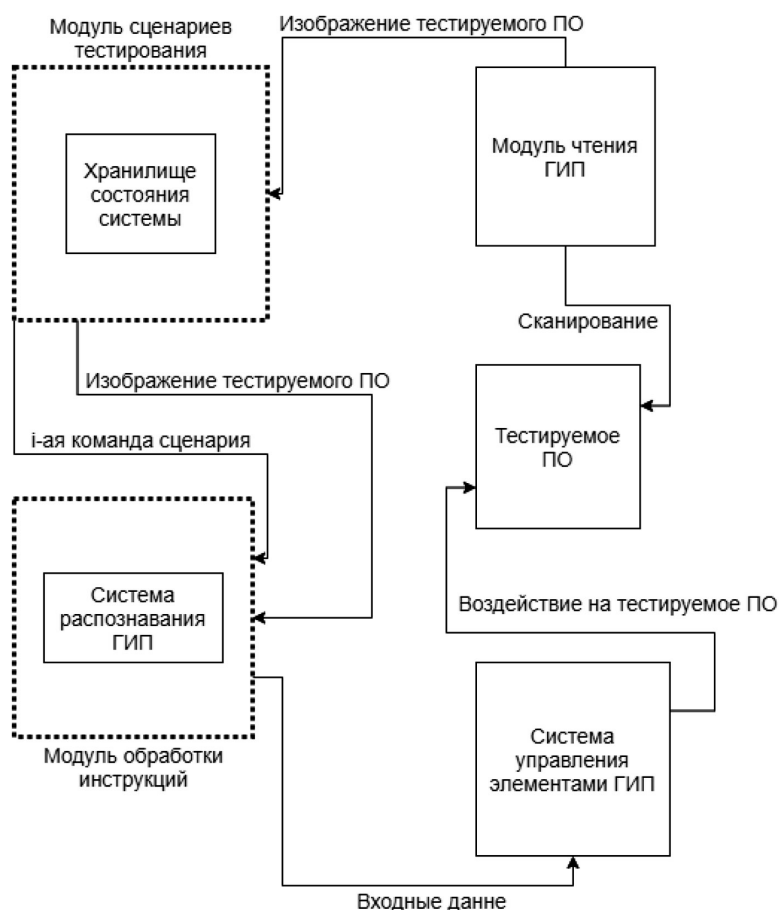 Модуль сценариев
тестирования
Изображение тестируемого ПО
Хранилище
состояния
системы
Модуль чтения
ГИП
Сканирование
Изображение тестируемого ПО
i-ая команда сценария
Тестируемое
ПО
Система
распознавания
ГИП
Воздействие на тестируемое ПО
Модуль обработки
инструкций
Система
управления
элементами ГИП
Входные данне